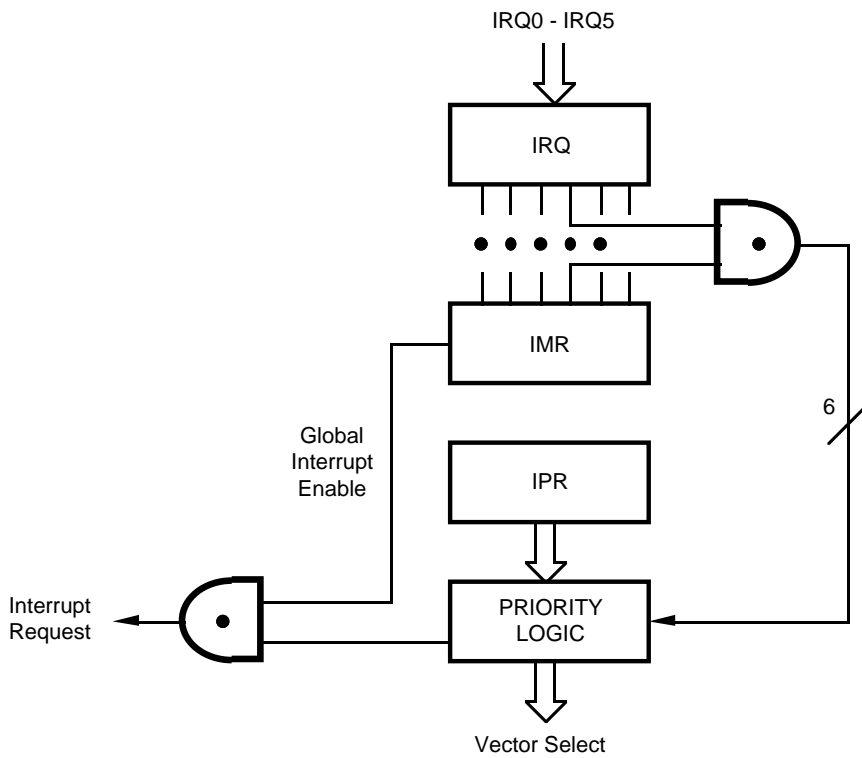 IRQ0 - IRQ5
IRQ
IMR
6
Global
Interrupt
Enable
IPR
Interrupt
Request
PRIORITY
LOGIC
Vector Select